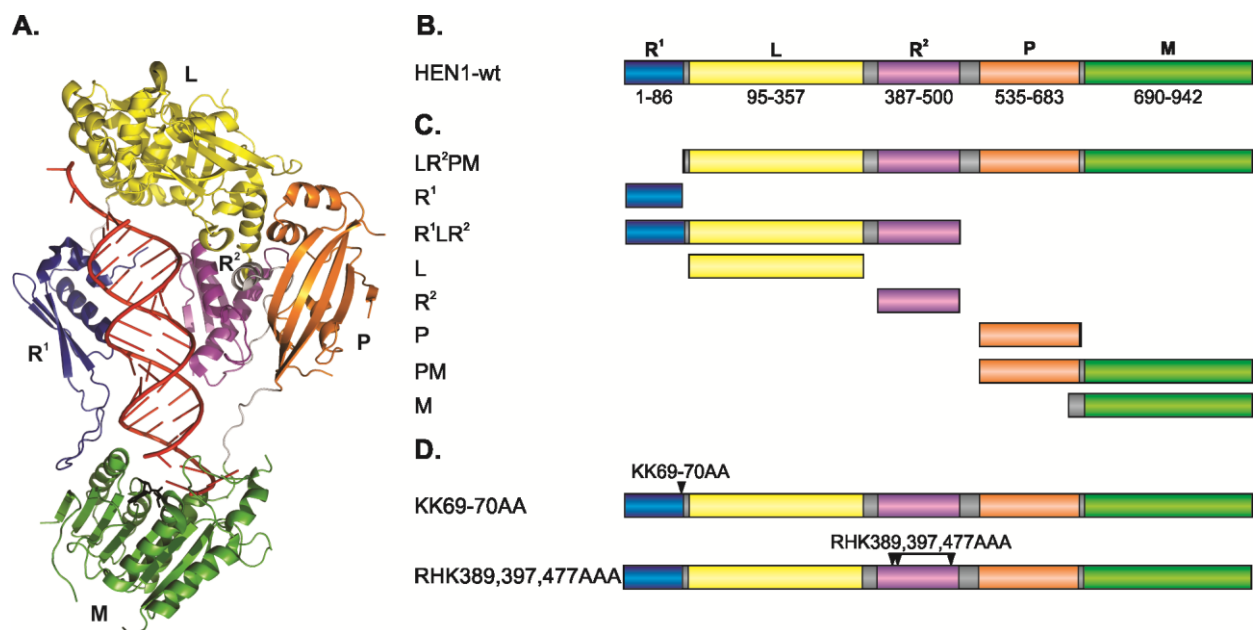 A.
L
R¹
R²
P
M
B.
R¹ L R² P M
HEN1-wt
1-86 95-357 387-500 535-683 690-942
C.
LR²PM
R¹
R¹LR²
L
R²
P
PM
M
D.
KK69-70AA
KK69-70AA
RHK389,397,477AAA
RHK389,397,477AAA